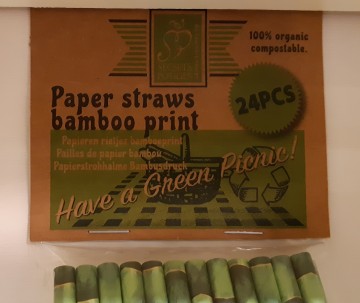 100% organic
compostable.
Paper straws
bamboo print
24PCS
Papieren rietjes bamboeprint
Pailles de papier bambou
Papierstrohhalme Bambusdruck
Have a Green Picnic!